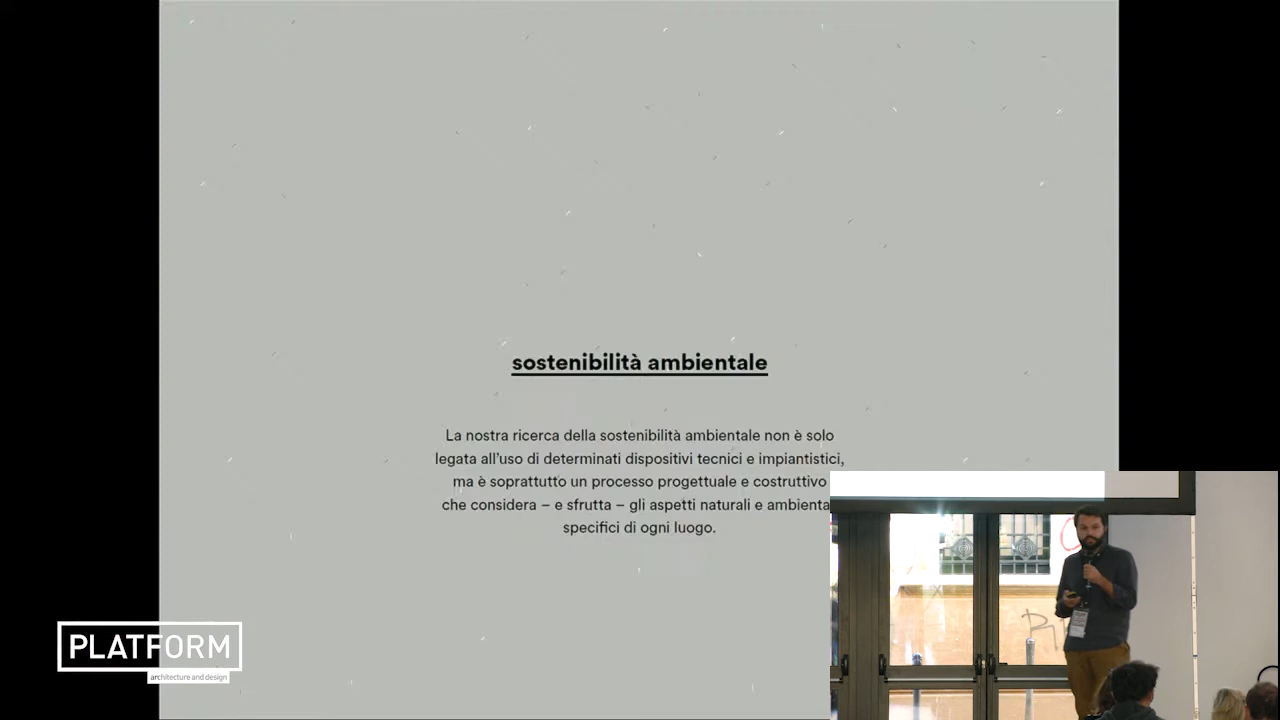 sostenibilità ambientale
La nostra ricerca della sostenibilità ambientale non è solo
legata all'uso di determinati dispositivi tecnici e impiantistici,
ma è soprattutto un processo progettuale e costruttivo
che considera – e sfrutta – gli aspetti naturali e ambienta
specifici di ogni luogo.
PLATFORM
architecture and design